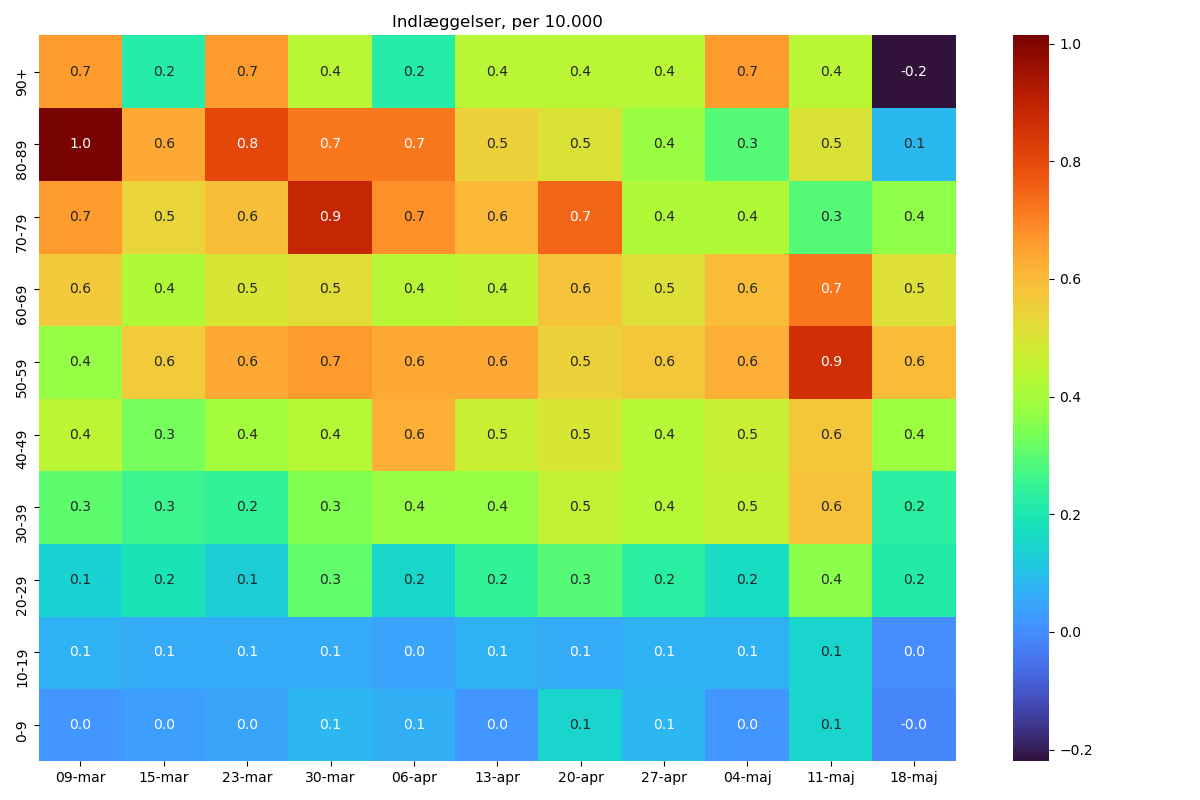 Indlæggelser, per 10.000
90+ 0.7 0.2 0.7 0.4 0.2 0.4 0.4 0.4 0.7 0.4 -0.2
80-89 1.0 0.6 0.8 0.7 0.7 0.5 0.5 0.4 0.3 0.5 0.1
70-79 0.7 0.5 0.6 0.9 0.7 0.6 0.7 0.4 0.4 0.3 0.4
60-69 0.6 0.4 0.5 0.5 0.4 0.4 0.6 0.5 0.6 0.7 0.5
50-59 0.4 0.6 0.6 0.7 0.6 0.6 0.5 0.6 0.6 0.9 0.6
40-49 0.4 0.3 0.4 0.4 0.6 0.5 0.5 0.4 0.5 0.6 0.4
30-39 0.3 0.3 0.2 0.3 0.4 0.4 0.5 0.4 0.5 0.6 0.2
20-29 0.1 0.2 0.1 0.3 0.2 0.2 0.3 0.2 0.2 0.4 0.2
10-19 0.1 0.1 0.1 0.1 0.0 0.1 0.1 0.1 0.1 0.1 0.0
0-9 0.0 0.0 0.0 0.1 0.1 0.0 0.1 0.1 0.0 0.1 -0.0
09-mar 15-mar 23-mar 30-mar 06-apr 13-apr 20-apr 27-apr 04-maj 11-maj 18-maj
1.0
0.8
0.6
0.4
0.2
0.0
−0.2